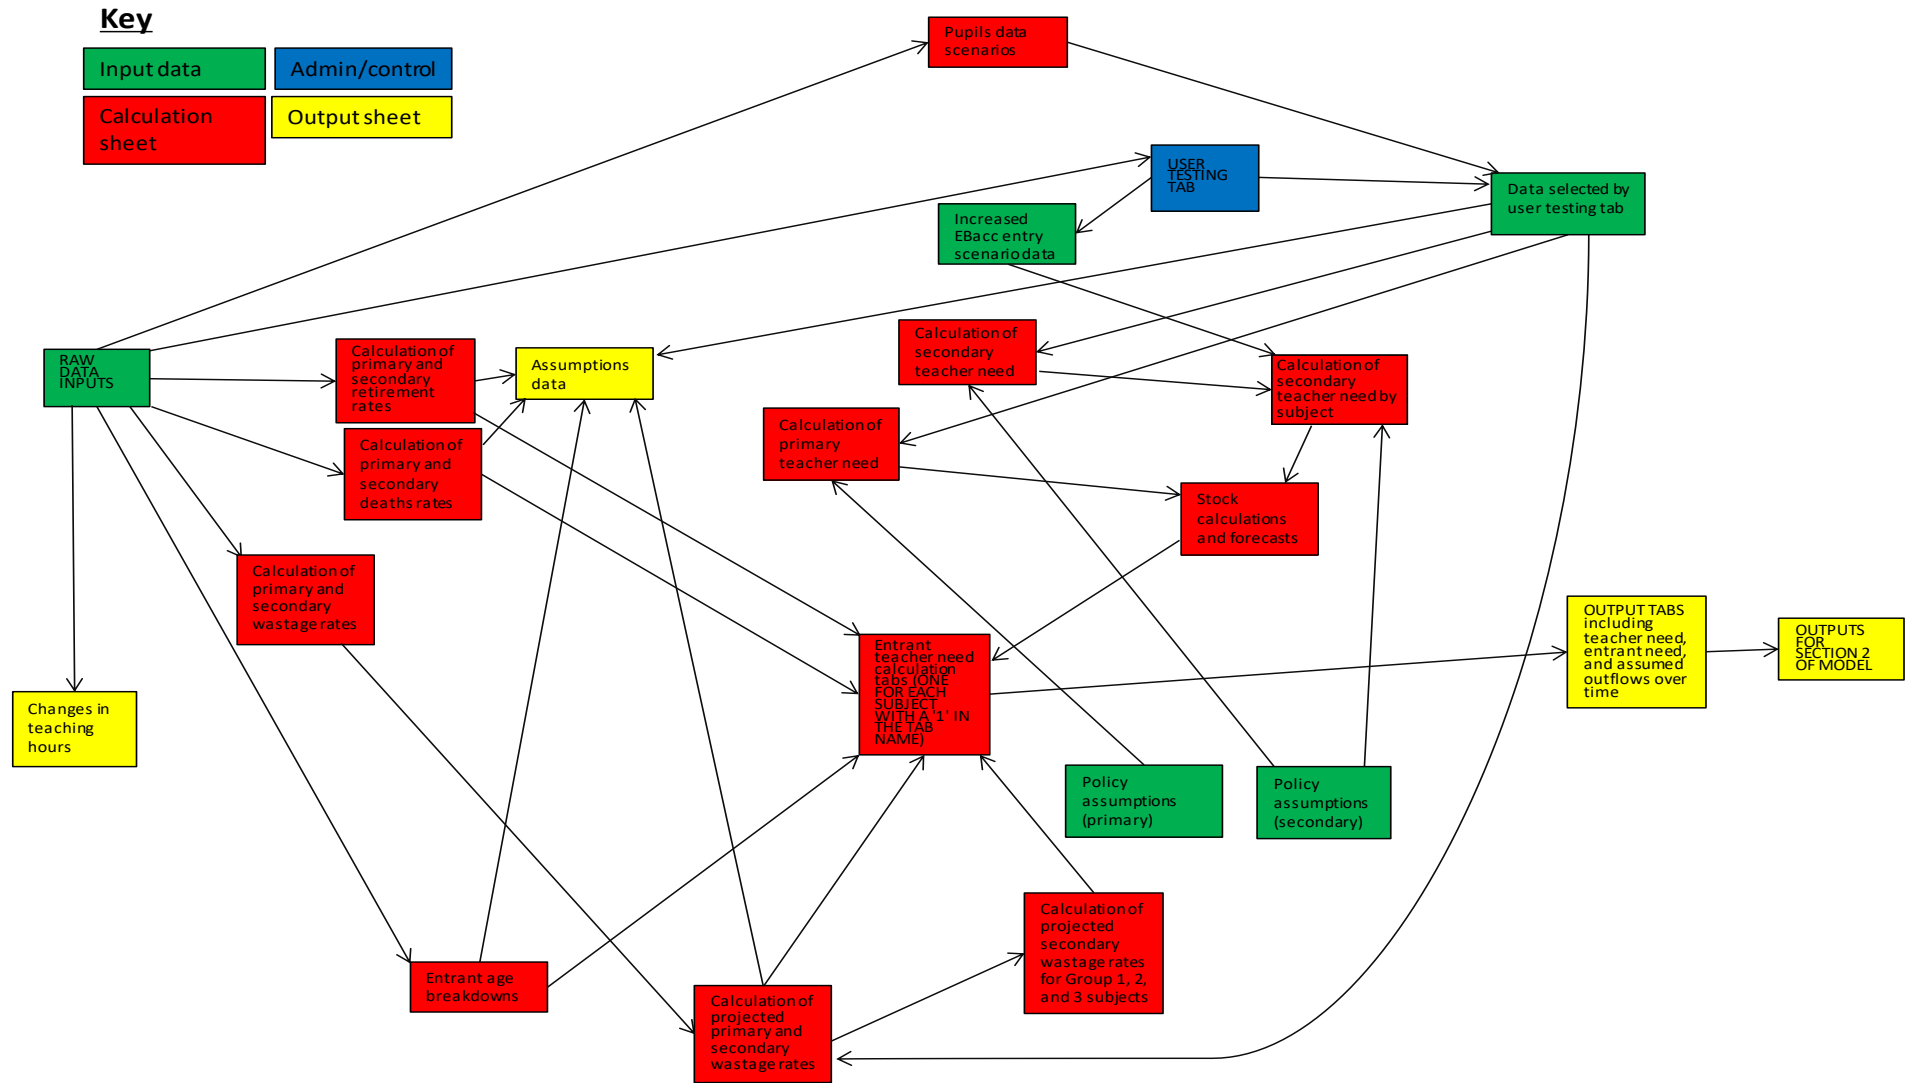 Key
Input data
Admin/control
Calculation
sheet
Output sheet
Pupils data
scenarios
USER
TESTING
TAB
Data selected by
user testing tab
Increased
EBacc entry
scenario data
RAW
DATA
INPUTS
Calculation of
primary and
secondary
retirement
rates
Assumptions
data
Calculation of
secondary
teacher need
Calculation of
secondary
teacher need by
subject
Calculation of
primary
teacher need
Calculation of
primary and
secondary
deaths rates
Stock
calculations
and forecasts
Calculation of
primary and
secondary
wastage rates
Entrant
teacher need
calculation
tabs (ONE
FOR EACH
SUBJECT
WITH A '1' IN
THE TAB
NAME)
OUTPUT TABS
including
teacher need,
entrant need,
and assumed
outflows over
time
OUTPUTS
FOR
SECTION 2
OF MODEL
Changes in
teaching
hours
Policy
assumptions
(primary)
Policy
assumptions
(secondary)
Calculation of
projected
secondary
wastage rates
for Group 1, 2,
and 3 subjects
Entrant age
breakdowns
Calculation of
projected
primary and
secondary
wastage rates